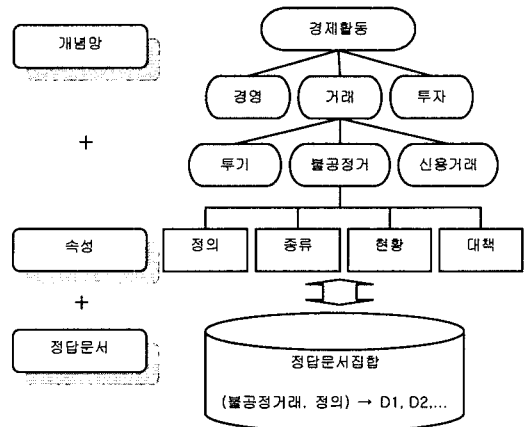 개념망
경제활동
경영 거래 투자
+
투기 불공정거 신용거래
속성
정의 종류 현황 대책
+
정답문서
정답문서집합
(불공정거래, 정의) → D1, D2,...